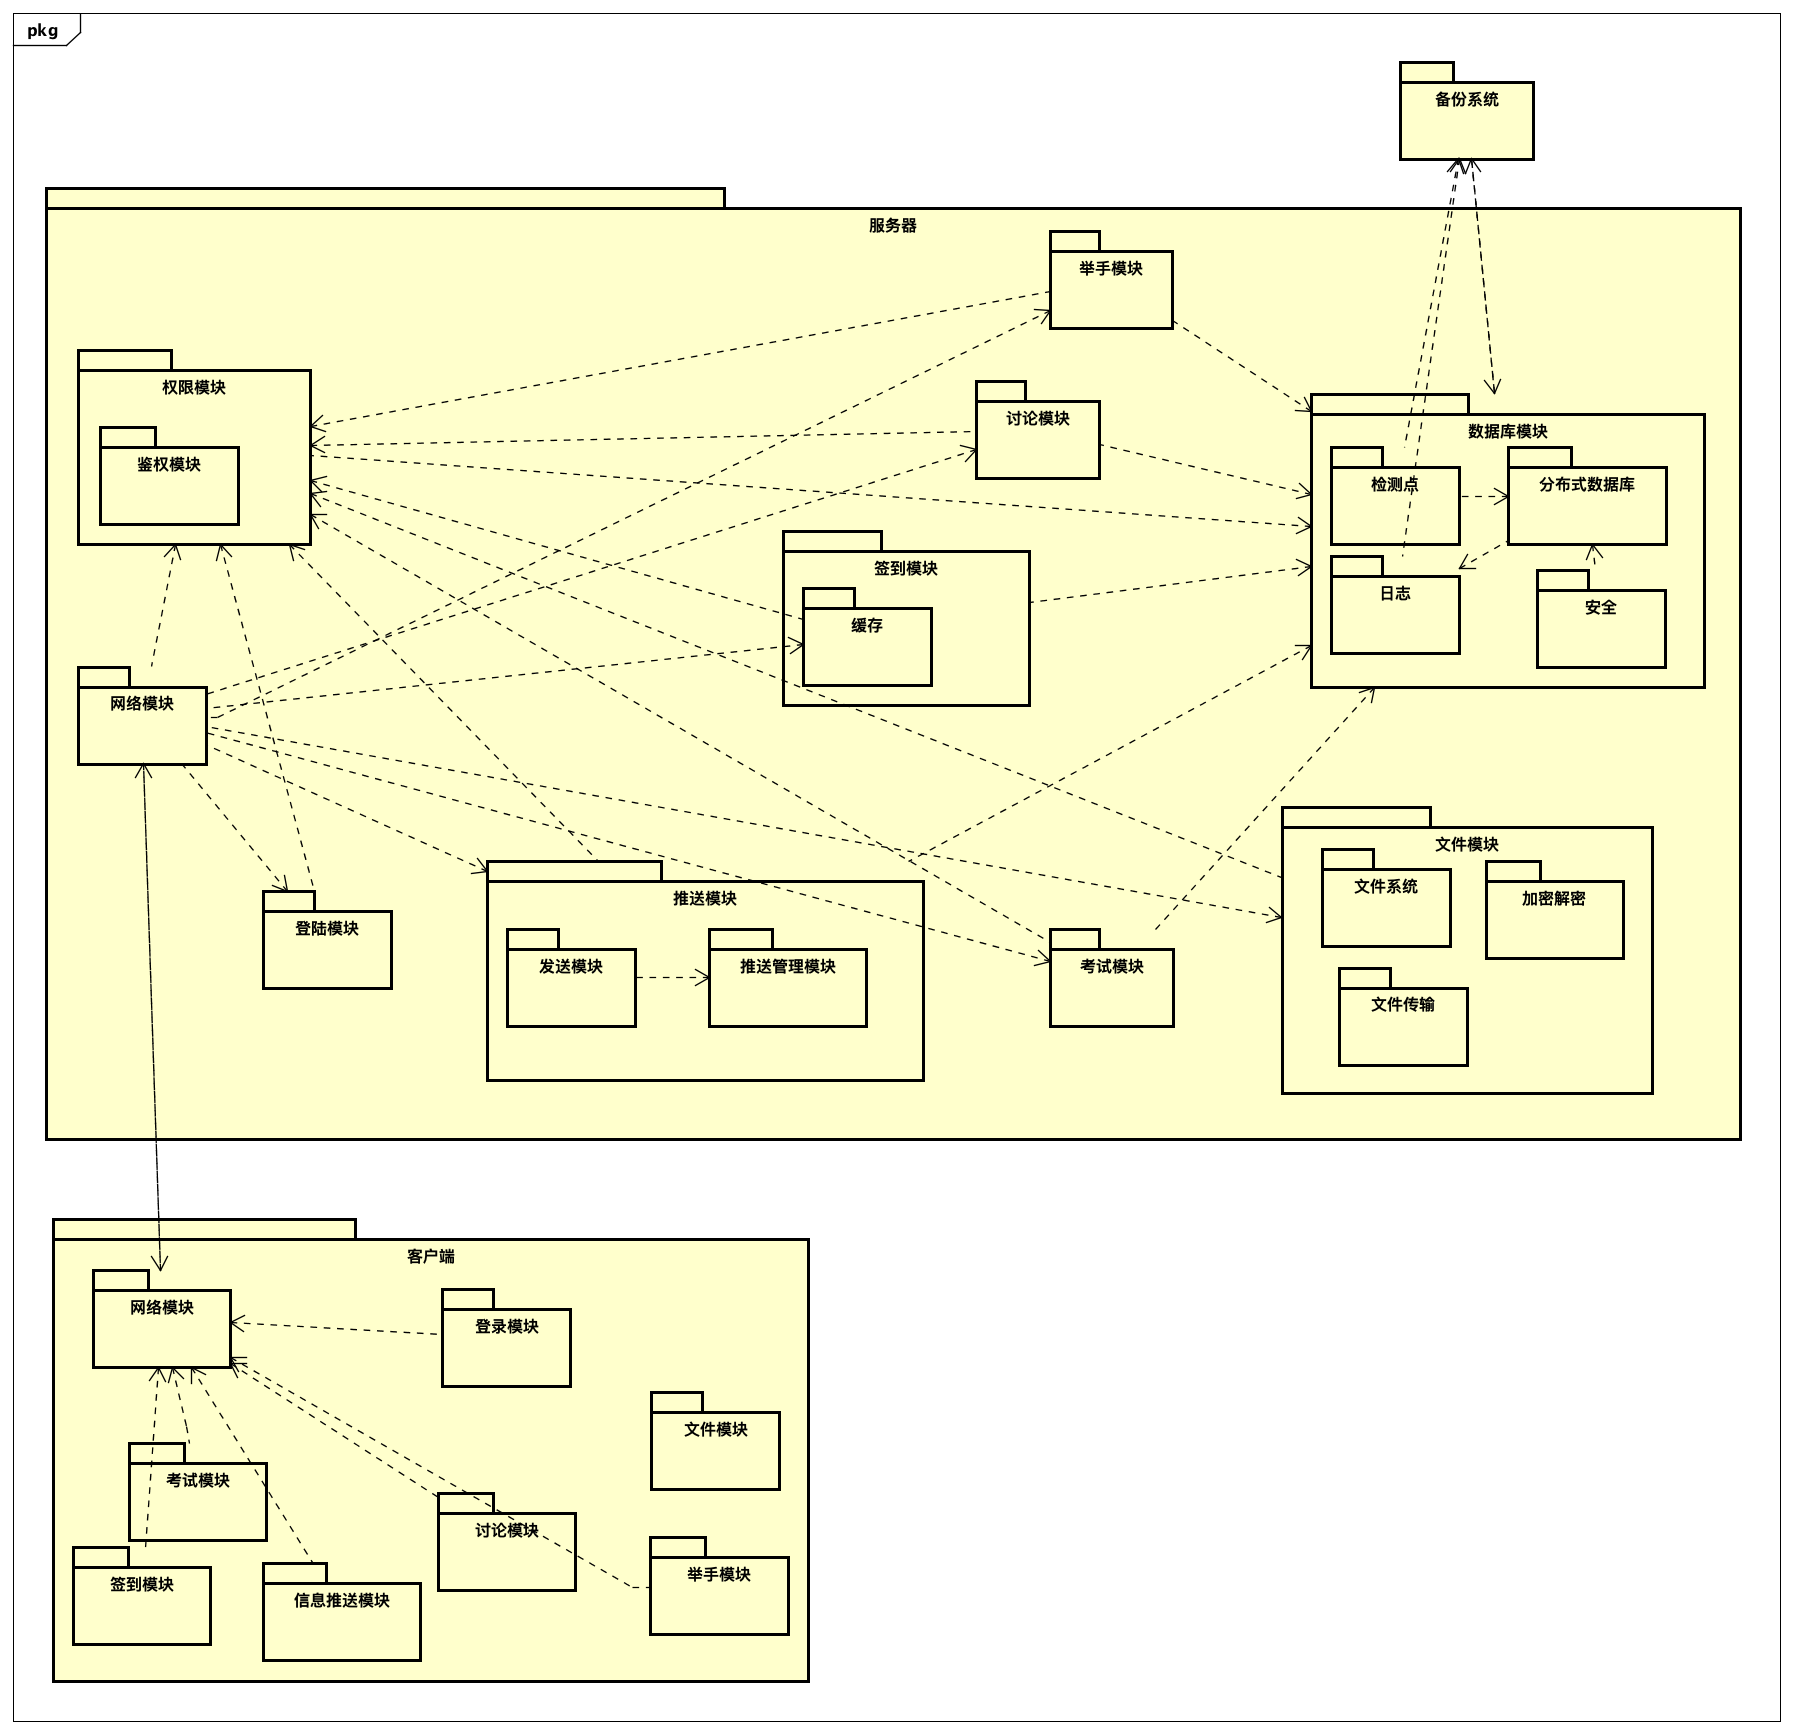 pkg
备份系统
服务器
举手模块
权限模块
鉴权模块
讨论模块
数据库模块
检测点
分布式数据库
签到模块
缓存
日志
安全
网络模块
文件模块
文件系统
加密解密
登陆模块
推送模块
发送模块
推送管理模块
考试模块
文件传输
客户端
网络模块
登录模块
文件模块
考试模块
讨论模块
签到模块
信息推送模块
举手模块